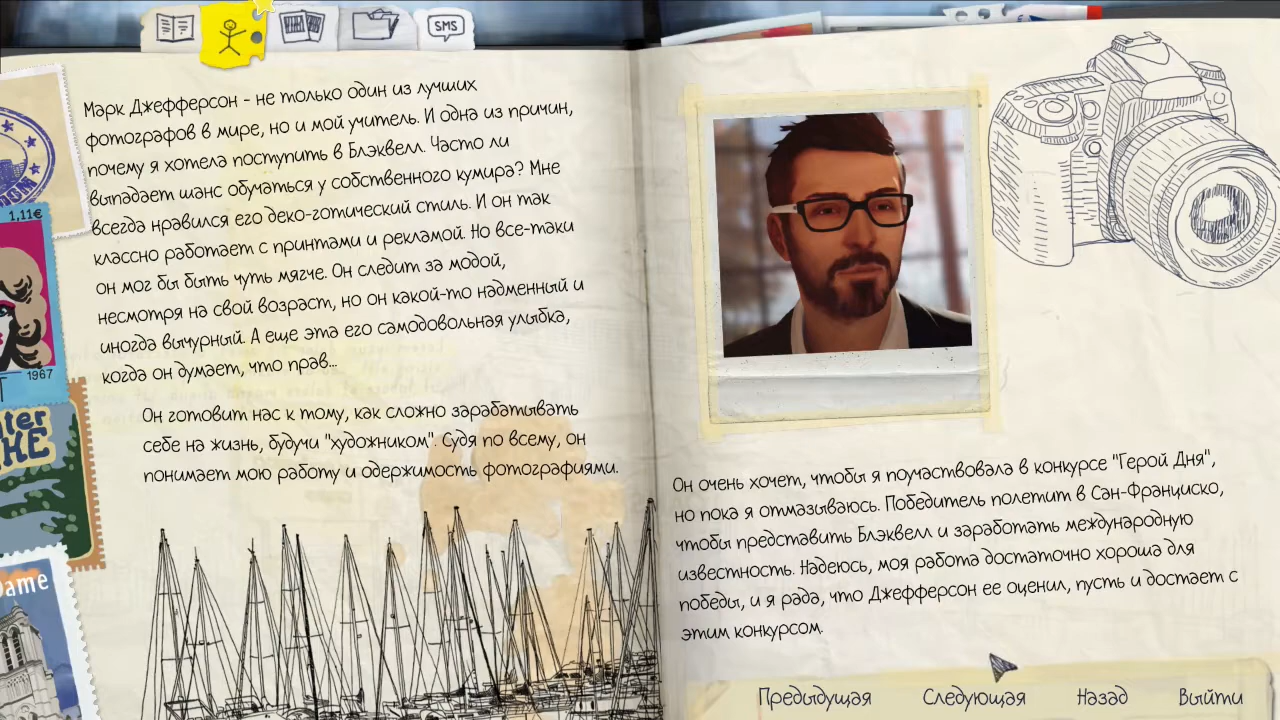 SMS
Марк Джефферсон - не только один из лучших
фотографов в мире, но и мой учитель. И одна из причин,
почему я хотела поступить в Блэквелл. Часто ли
выпадает шанс обучаться у собственного кумира? Мне
всегда нравился его деко-готический стиль. И он так
классно работает с принтами и рекламой. Но все-таки
он мог бы быть чуть мягче. Он следит за модой,
несмотря на свой возраст, но он какой-то надменный и
иногда вычурный. А еще эта его самодовольная улыбка,
когда он думает, что прав...
Он готовит нас к тому, как сложно зарабатывать
себе на жизнь, будучи "художником". Судя по всему, он
понимает мою работу и одержимость фотографиями.
1,11€
1967
Dame
Он очень хочет, чтобы я поучаствовала в конкурсе "Герой Дня",
но пока я отмазываюсь. Победитель полетит в Сан-Франциско,
чтобы представить Блэквелл и заработать международную
известность. Надеюсь, моя работа достаточно хороша для
победы, и я рада, что Джефферсон ее оценил, пусть и достает с
этим конкурсом.
Предыдущая Следующая Назад Выйти